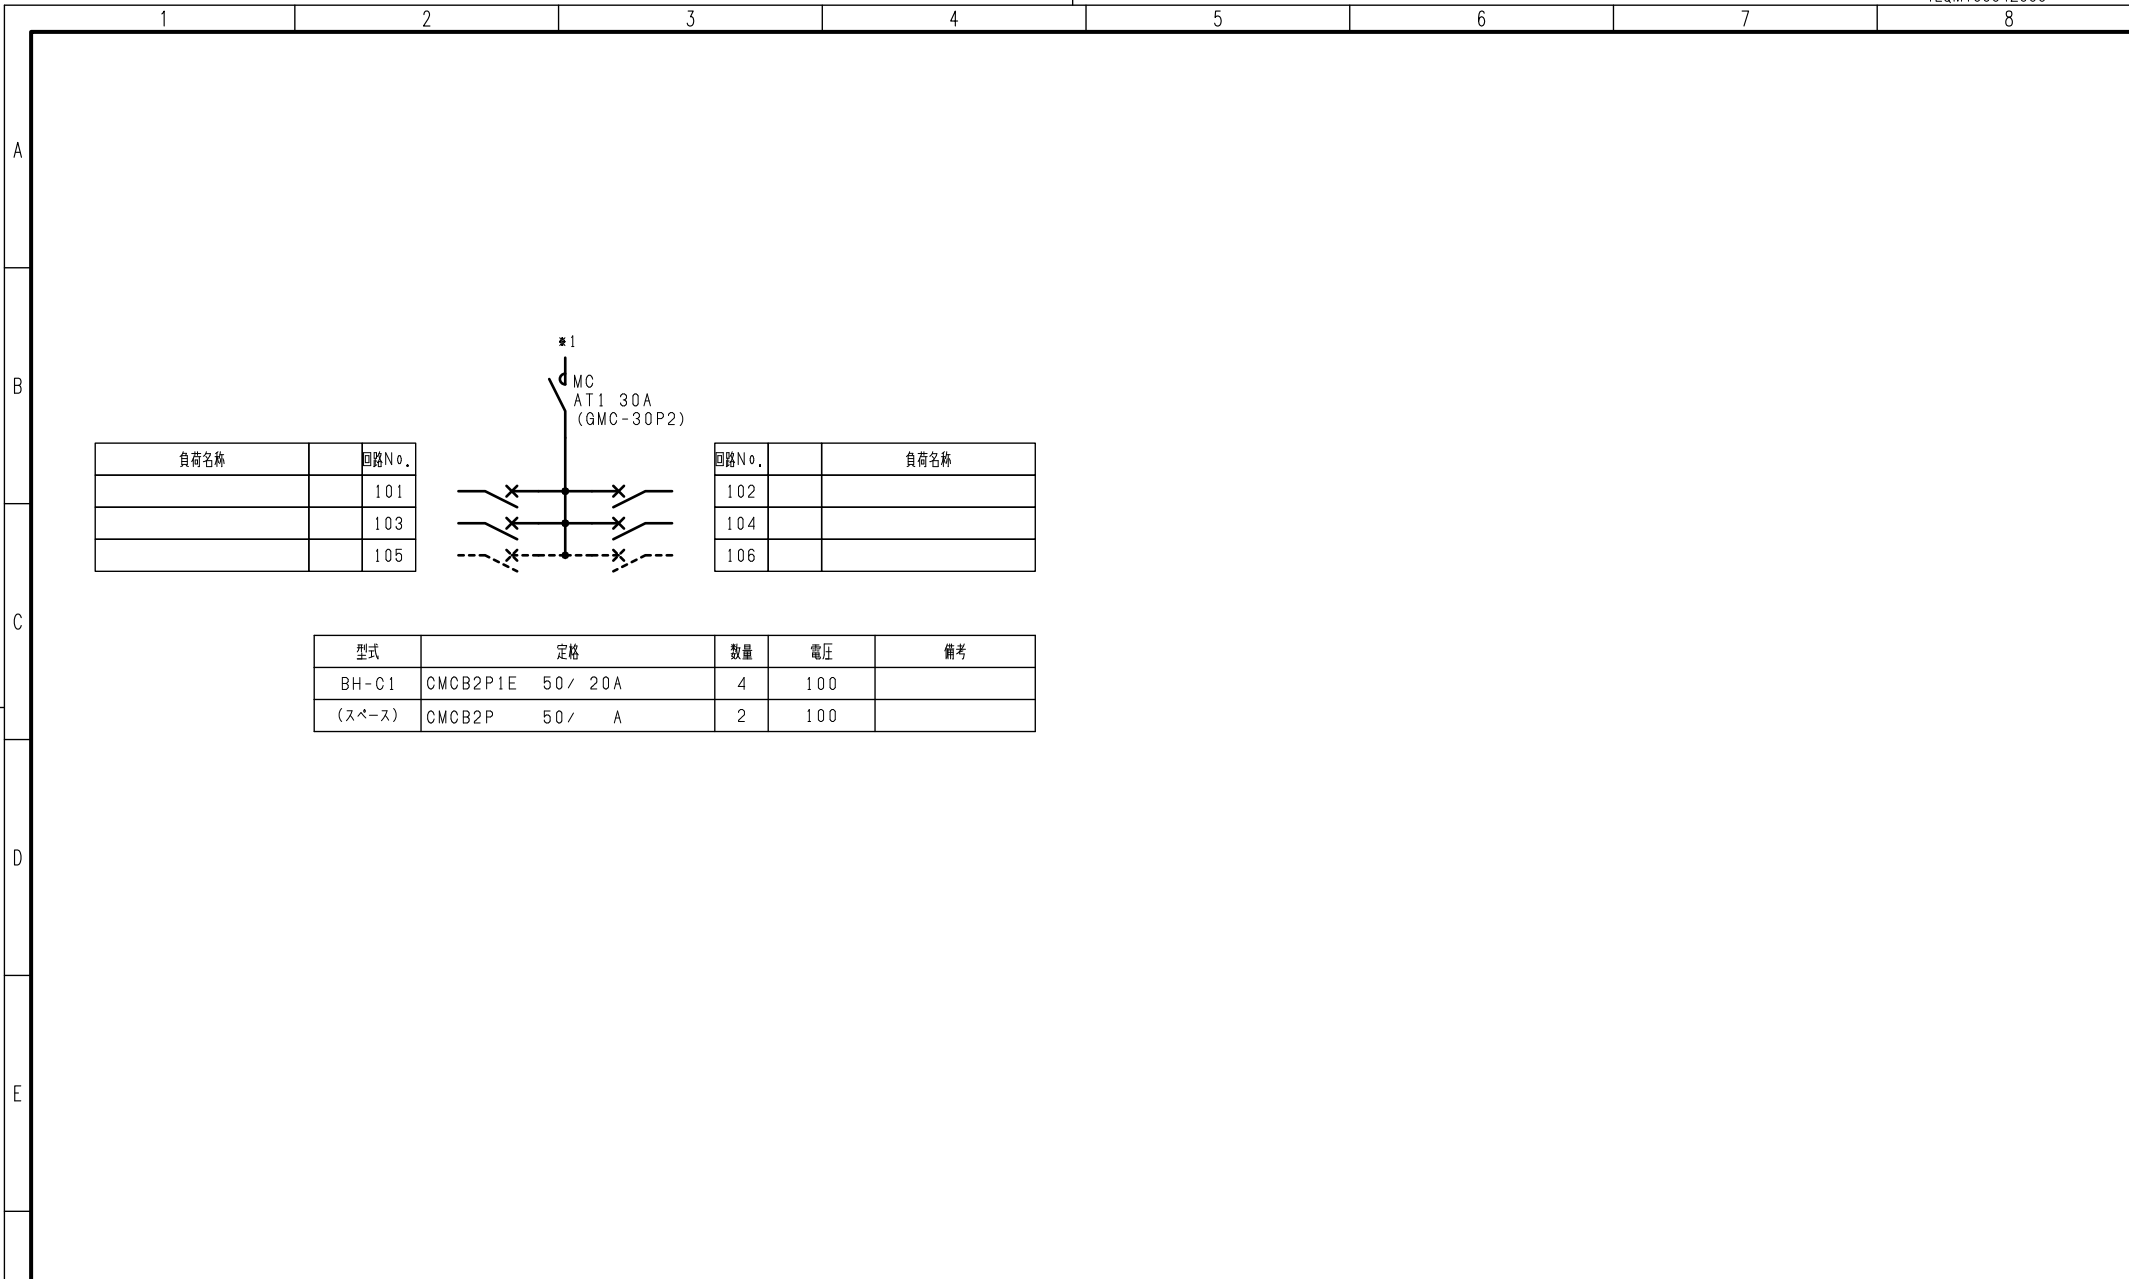 1 2 3 4 5 6 7 8
A
B
*1
MC
AT1 30A
(GMC-30P2)
負荷名称 回路No. 回路No. 負荷名称
101 102
103 104
105 106
C
型式 定格 数量 電圧 備考
BH-C1 CMCB2P1E 50/ 20A 4 100
(スペース) CMCB2P 50/ A 2 100
D
E